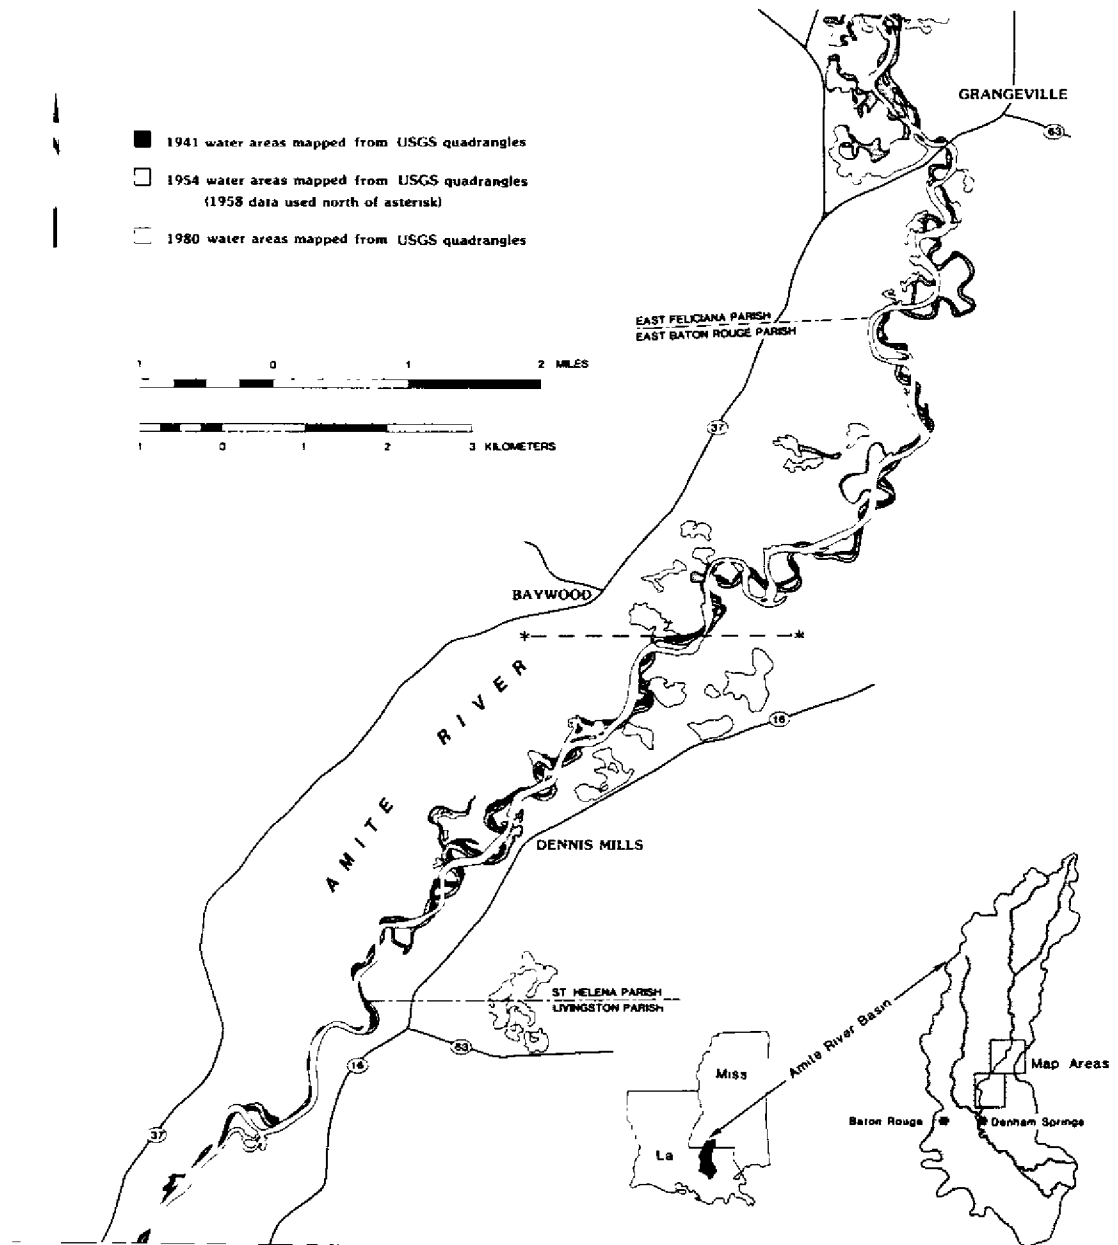 GRANGEVILLE
63
1941 water areas mapped from USGS quadrangles
1954 water areas mapped from USGS quadrangles
(1958 data used north of asterisk)
1980 water areas mapped from USGS quadrangles
EAST FELICIANA PARISH
EAST BATON ROUGE PARISH
1 0 1 2 MILES
1 0 1 2 3 KILOMETERS
37
BAYWOOD
* *
AMITE RIVER
16
DENNIS MILLS
ST HELENA PARISH
LIVINGSTON PARISH
63
16
37
Amite River Basin
Miss
La
Map Areas
Baton Rouge
Denham Springs